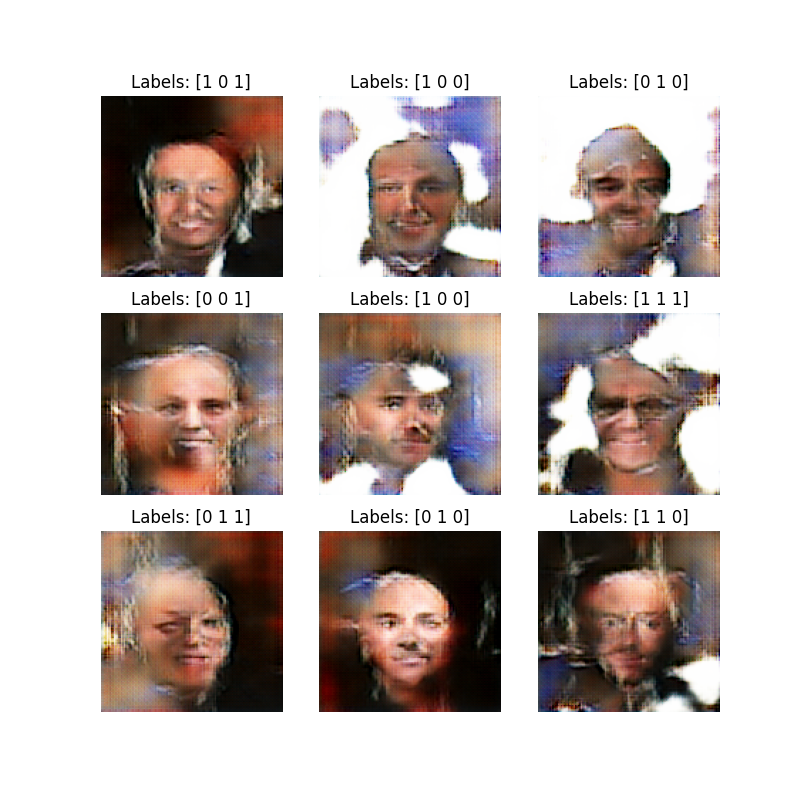 Labels: [1 0 1]
Labels: [1 0 0]
Labels: [0 1 0]
Labels: [0 0 1]
Labels: [1 0 0]
Labels: [1 1 1]
Labels: [0 1 1]
Labels: [0 1 0]
Labels: [1 1 0]